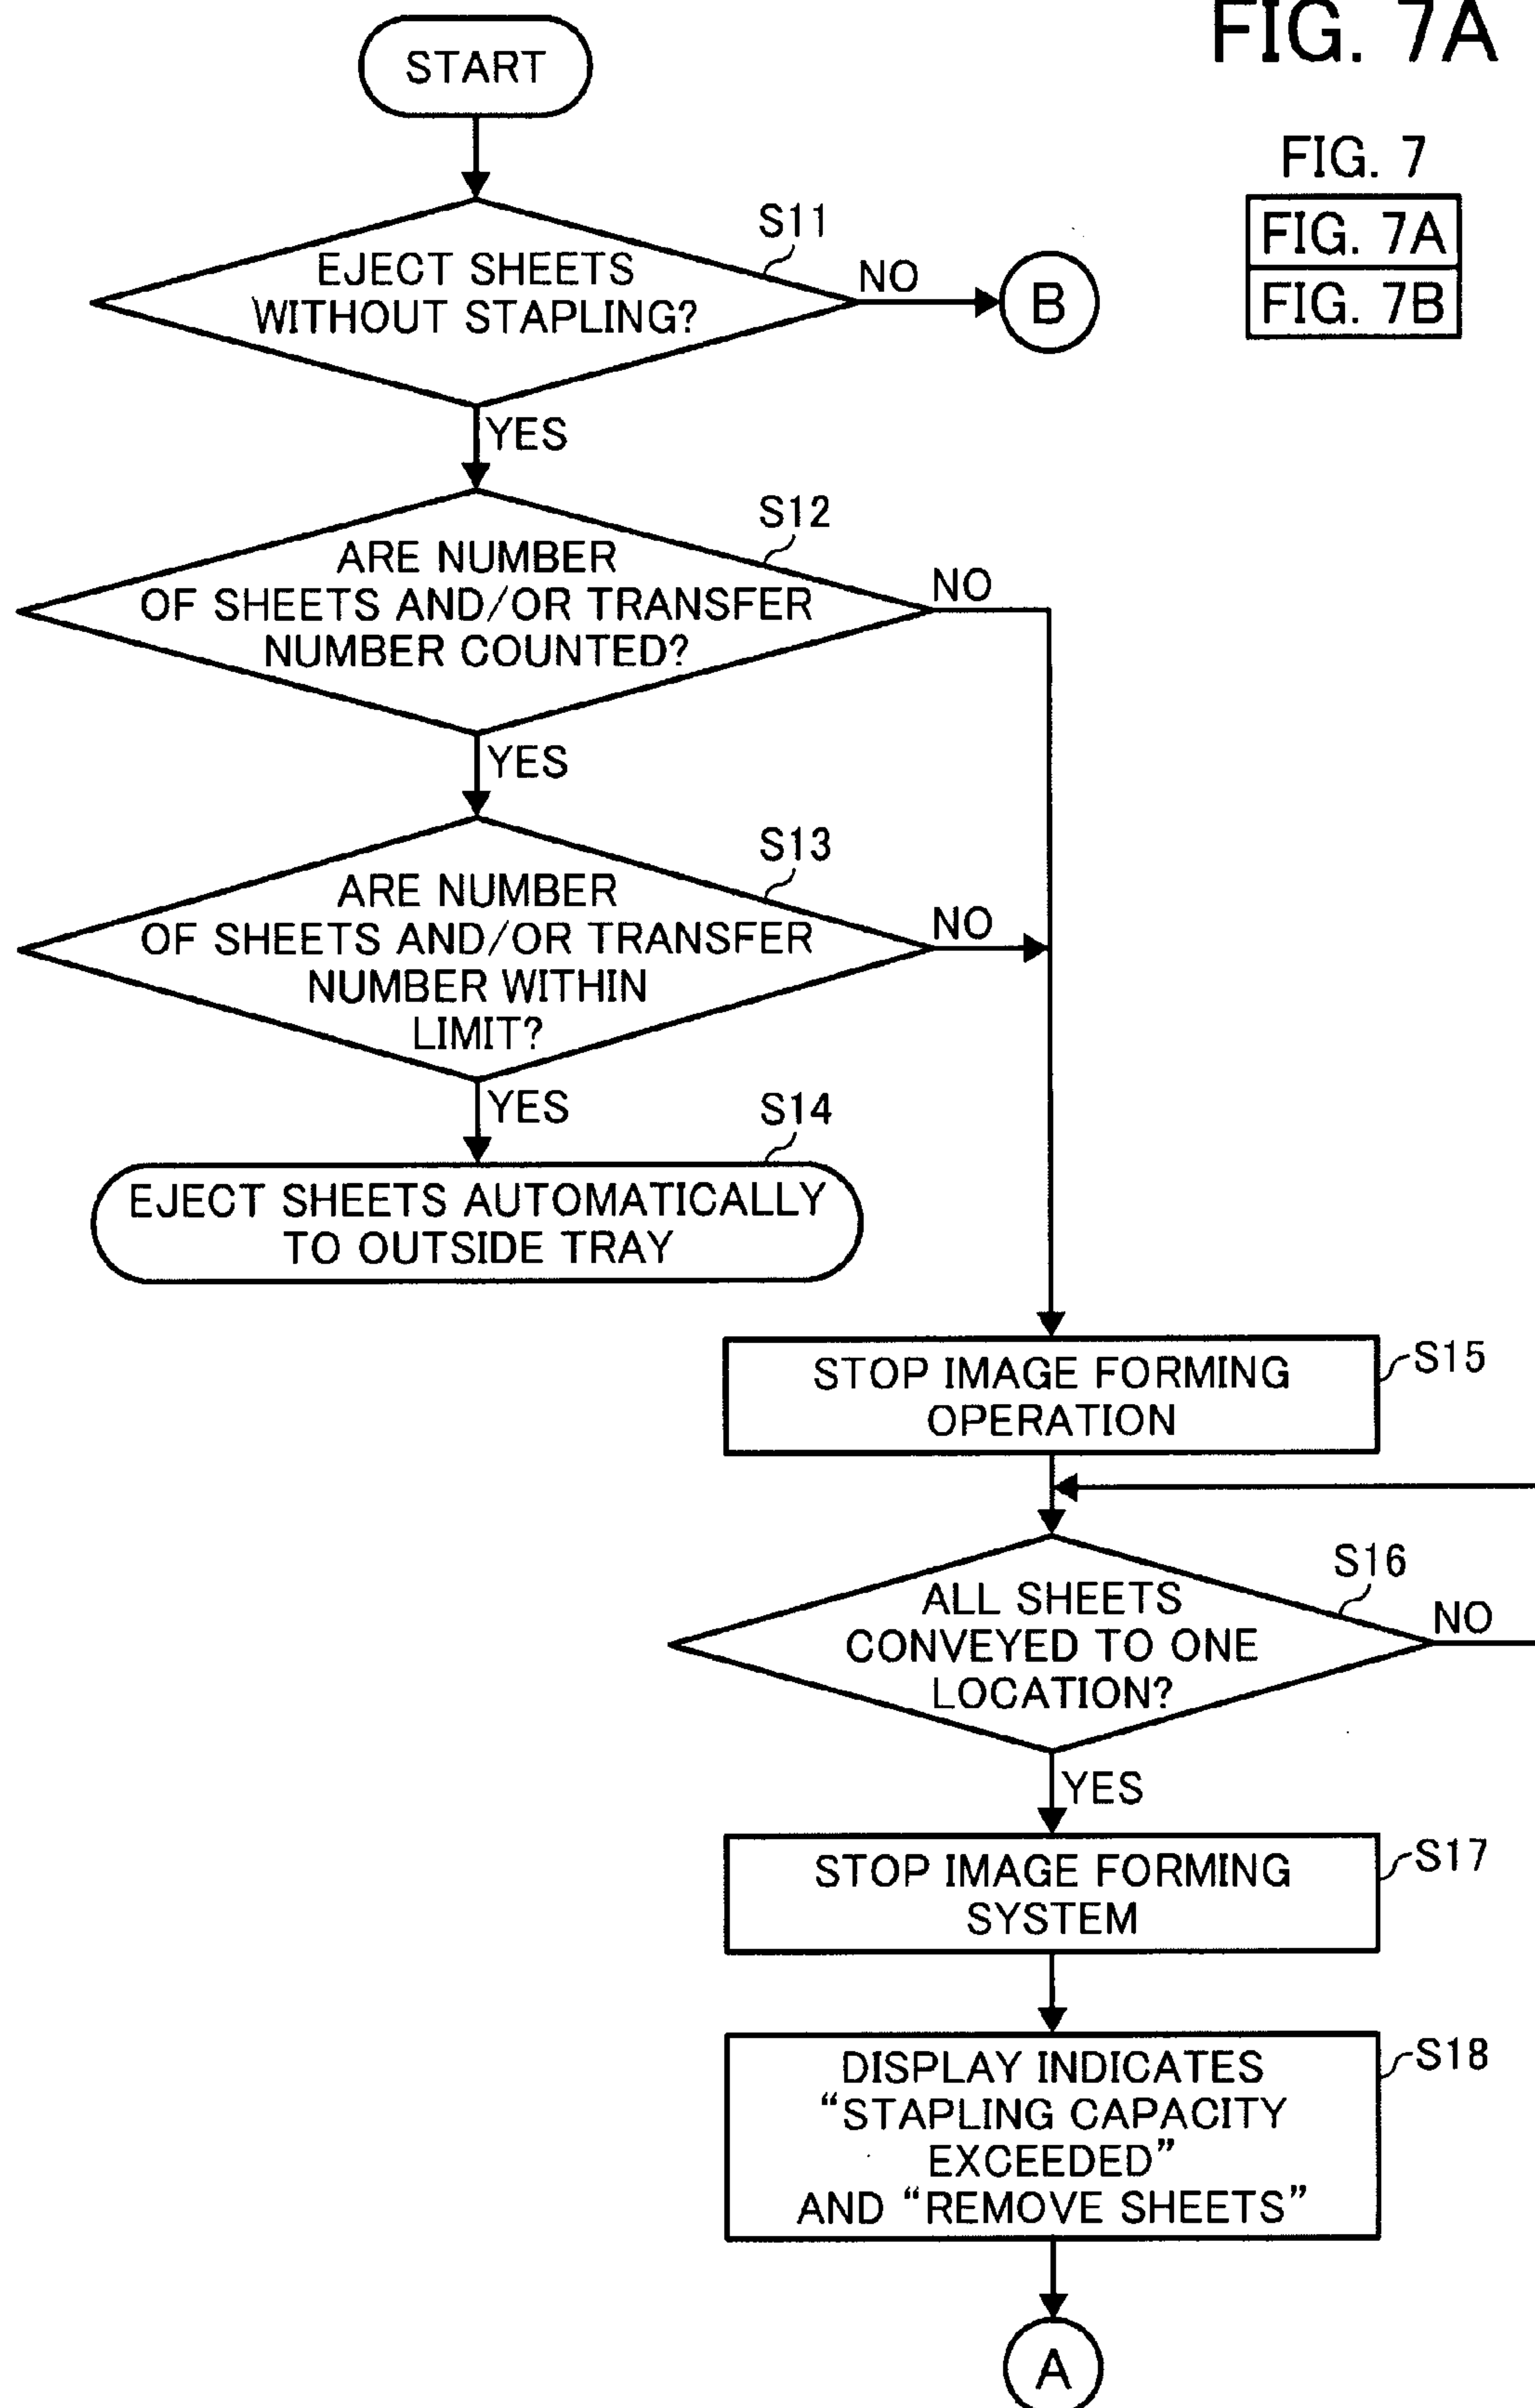 FIG. 7A
FIG. 7
FIG. 7A
FIG. 7B
START
S11
EJECT SHEETS
WITHOUT STAPLING?
NO
B
YES
S12
ARE NUMBER
OF SHEETS AND/OR TRANSFER
NUMBER COUNTED?
NO
YES
S13
ARE NUMBER
OF SHEETS AND/OR TRANSFER
NUMBER WITHIN
LIMIT?
NO
YES
S14
EJECT SHEETS AUTOMATICALLY
TO OUTSIDE TRAY
STOP IMAGE FORMING
OPERATION
S15
S16
ALL SHEETS
CONVEYED TO ONE
LOCATION?
NO
YES
STOP IMAGE FORMING
SYSTEM
S17
DISPLAY INDICATES
“STAPLING CAPACITY
EXCEEDED”
AND “REMOVE SHEETS”
S18
A